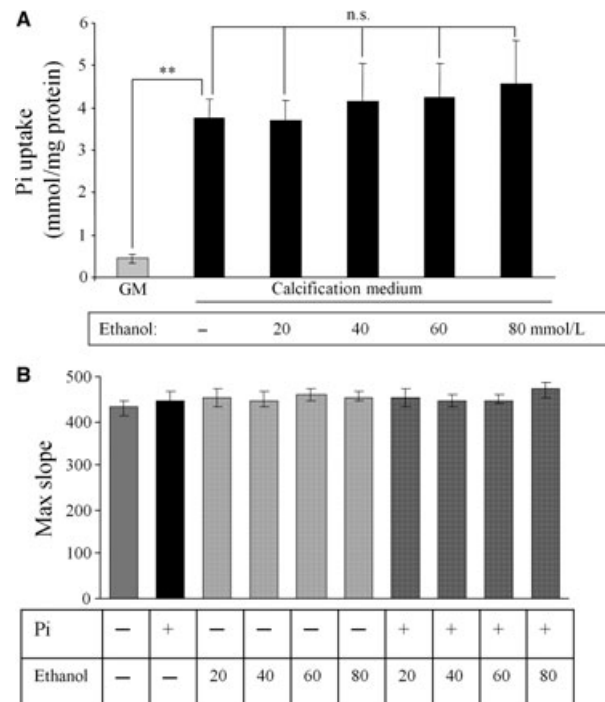 A
n.s.
**
Pi uptake
(mmol/mg protein)
6
5
4
3
2
1
0
GM
Calcification medium
Ethanol: – 20 40 60 80 mmol/L
B
Max slope
500
400
300
200
100
0
Pi – + – – – – + + + +
Ethanol – – 20 40 60 80 20 40 60 80